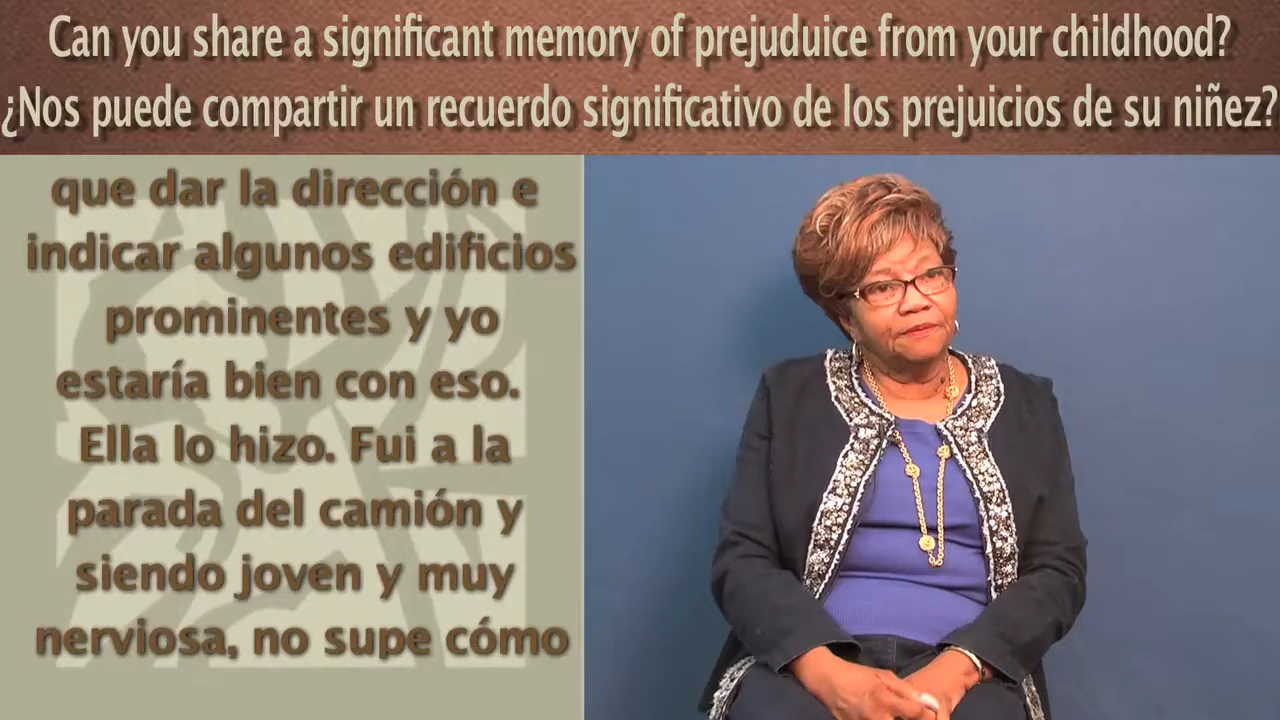 Can you share a significant memory of prejuduice from your childhood?
¿Nos puede compartir un recuerdo significativo de los prejuicios de su niñez?
que dar la dirección e
indicar algunos edificios
prominentes y yo
estaría bien con eso.
Ella lo hizo. Fui a la
parada del camión y
siendo joven y muy
nerviosa, no supe cómo